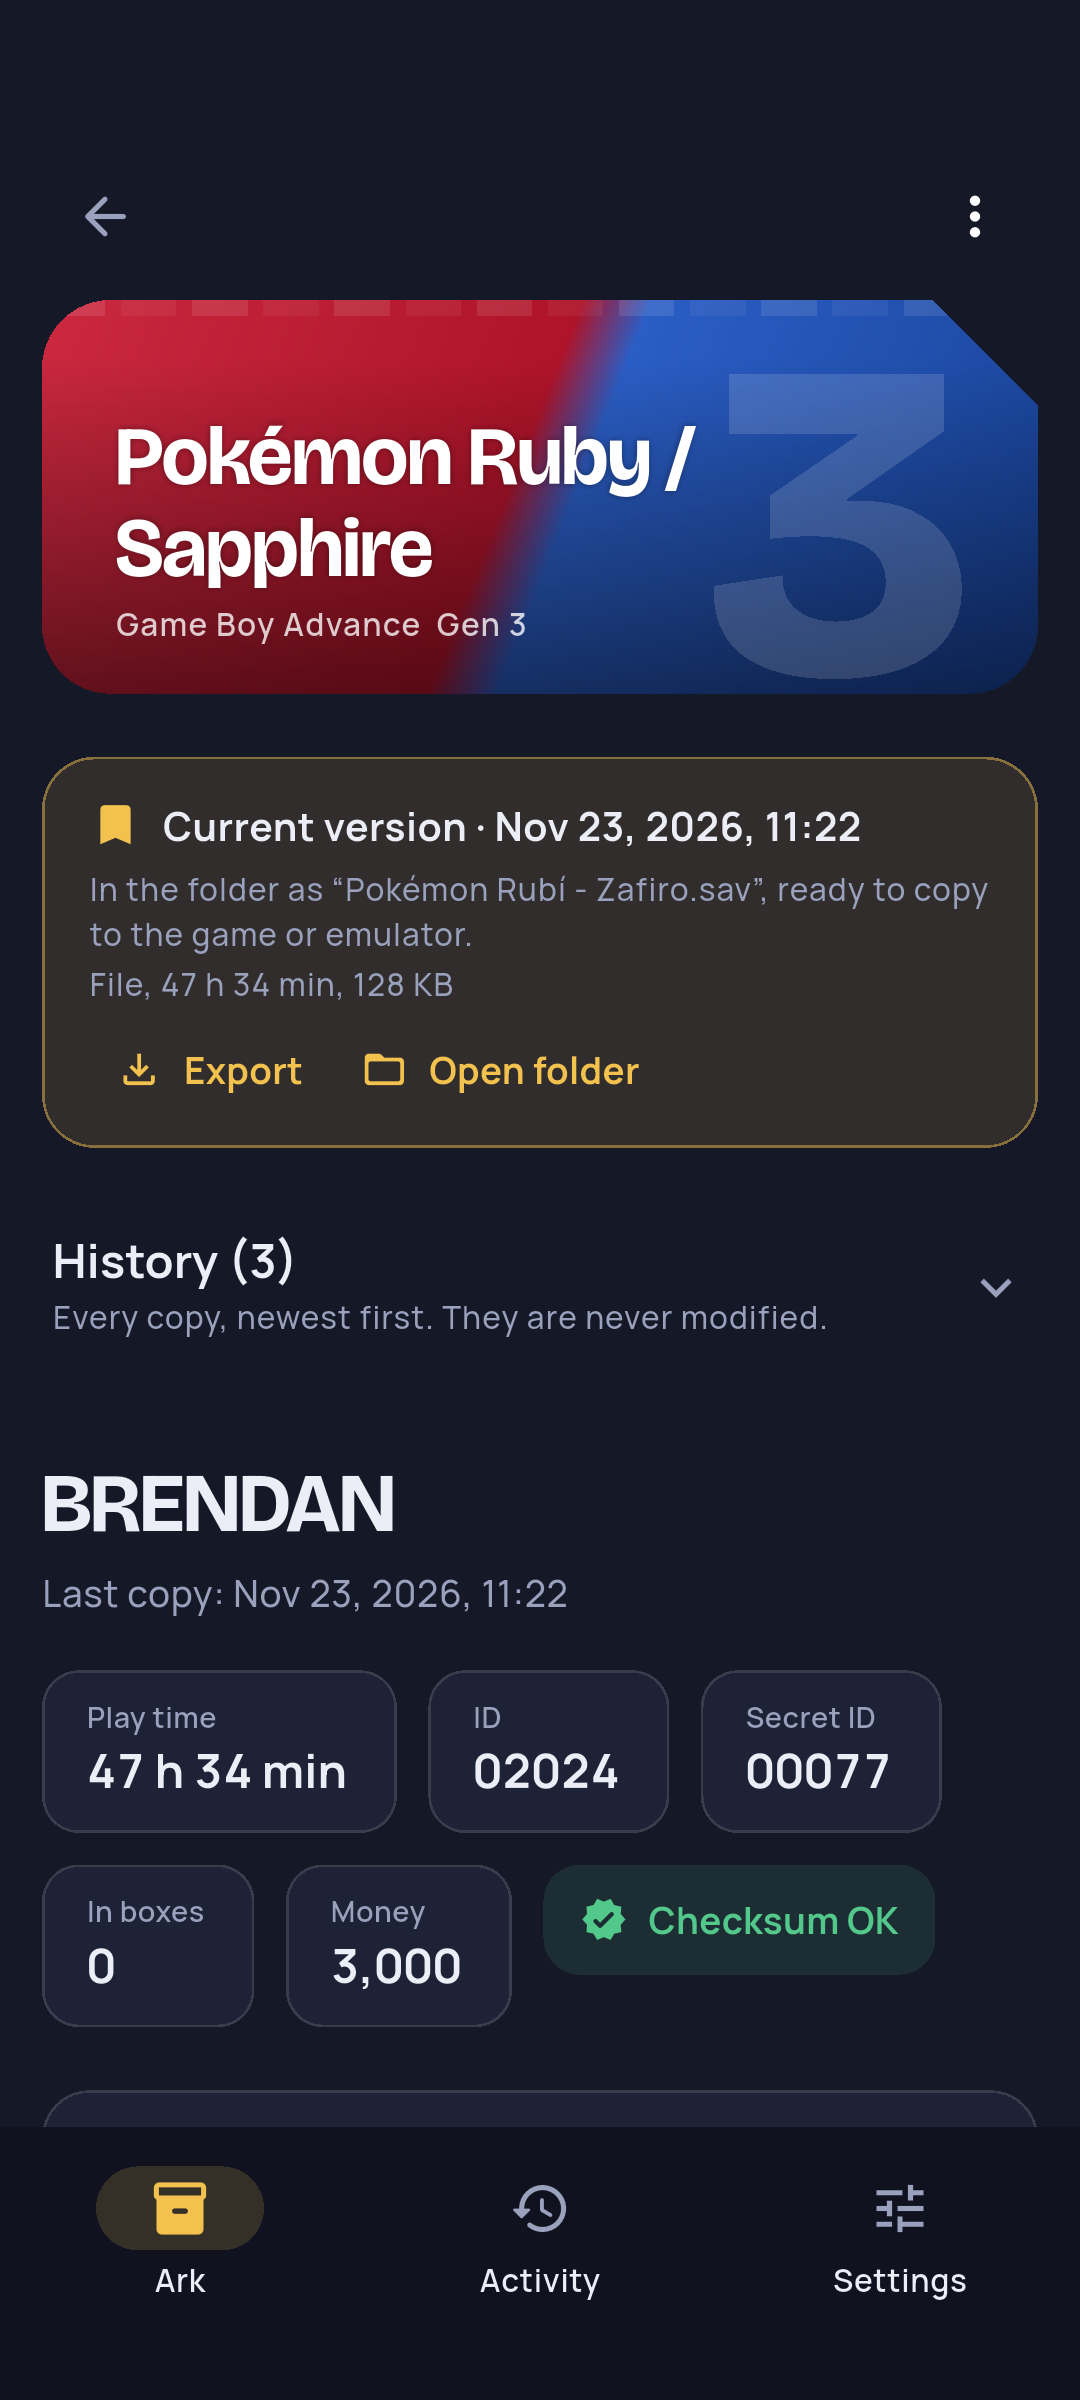 3
Pokémon Ruby /
Sapphire
Game Boy Advance Gen 3
Current version · Nov 23, 2026, 11:22
In the folder as “Pokémon Rubí - Zafiro.sav”, ready to copy
to the game or emulator.
File, 47 h 34 min, 128 KB
Export
Open folder
History (3)
Every copy, newest first. They are never modified.
BRENDAN
Last copy: Nov 23, 2026, 11:22
Play time
47 h 34 min
ID
02024
Secret ID
00077
In boxes
0
Money
3,000
Checksum OK
Ark
Activity
Settings